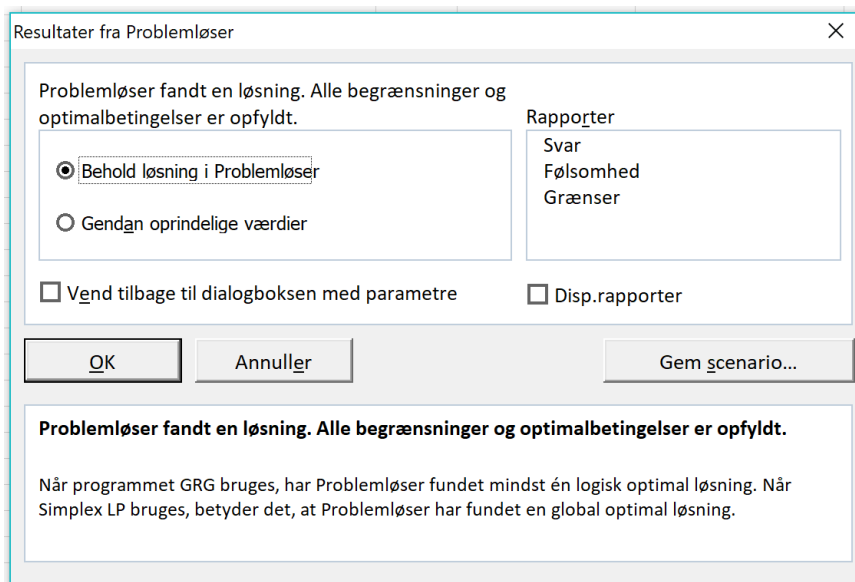 Resultater fra Problemløser
Problemløser fandt en løsning. Alle begrænsninger og
optimalbetingelser er opfyldt.
Behold løsning i Problemløser
Gendan oprindelige værdier
Rapporter
Svar
Følsomhed
Grænser
Vend tilbage til dialogboksen med parametre
Disp.rapporter
OK
Annuller
Gem scenario...
Problemløser fandt en løsning. Alle begrænsninger og optimalbetingelser er opfyldt.
Når programmet GRG bruges, har Problemløser fundet mindst én logisk optimal løsning. Når
Simplex LP bruges, betyder det, at Problemløser har fundet en global optimal løsning.